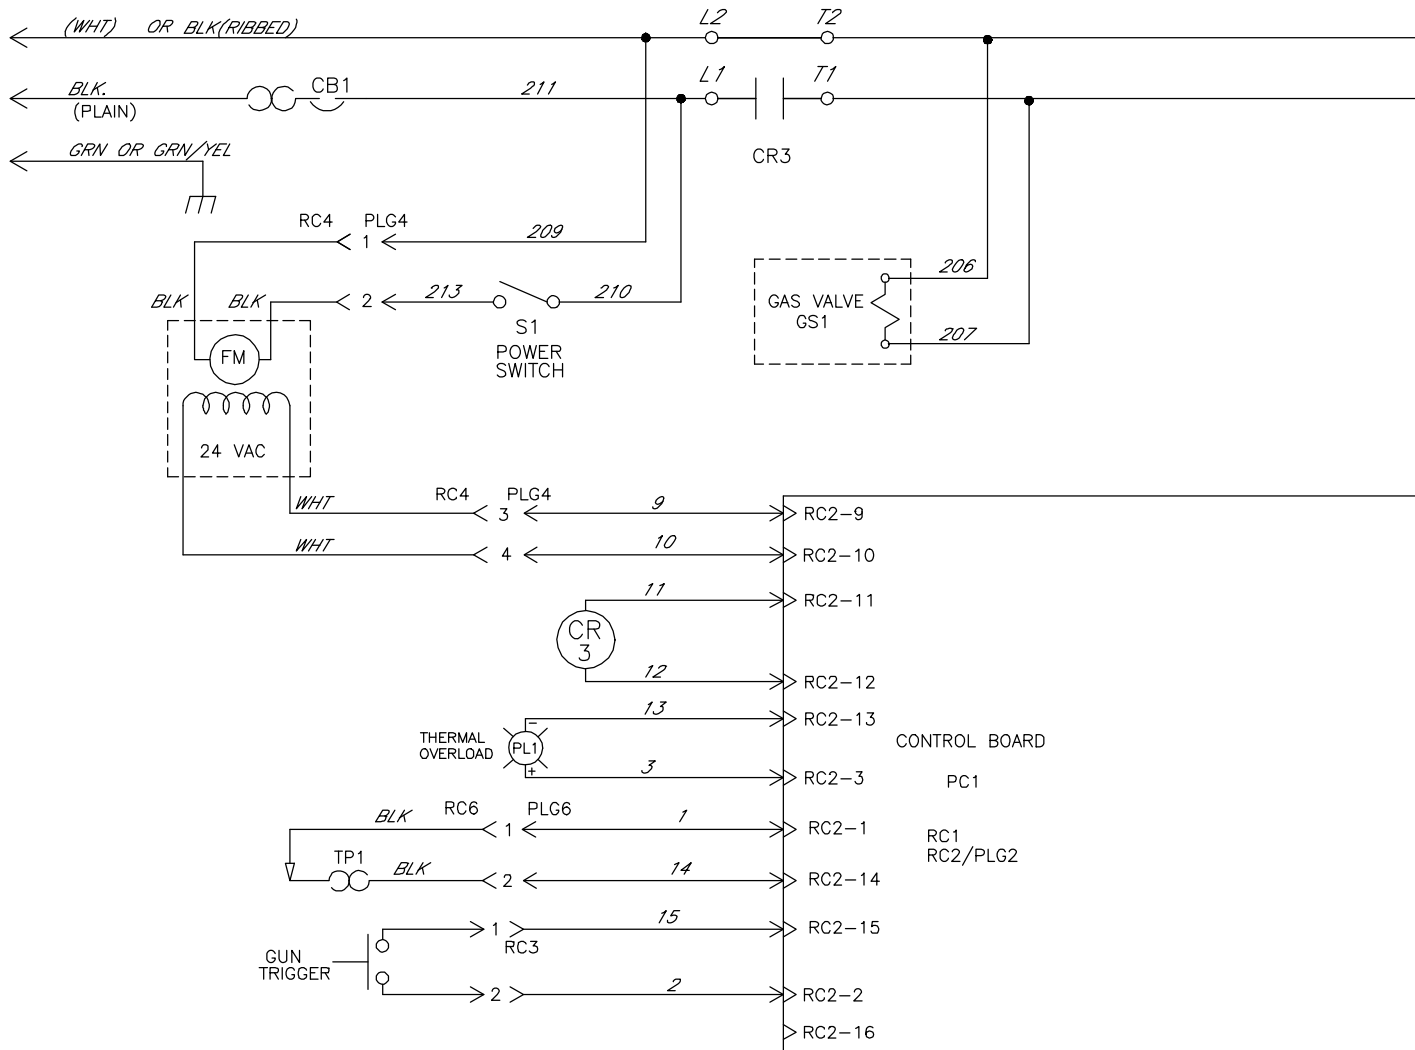 (WHT) OR BLK(RIBBED)
L2
T2
BLK.
(PLAIN)
CB1
211
L1
T1
CR3
GRN OR GRN/YEL
RC4
PLG4
1
209
BLK
BLK
2
213
210
S1
POWER
SWITCH
206
GAS VALVE
GS1
207
FM
24 VAC
WHT
RC4
PLG4
3
9
RC2-9
WHT
4
10
RC2-10
11
RC2-11
CR
3
12
RC2-12
13
RC2-13
THERMAL
OVERLOAD
-
PL1
+
3
RC2-3
CONTROL BOARD
PC1
RC1
RC2/PLG2
BLK
RC6
PLG6
1
1
RC2-1
TP1
BLK
2
14
RC2-14
GUN
TRIGGER
1
RC3
15
RC2-15
2
2
RC2-2
RC2-16